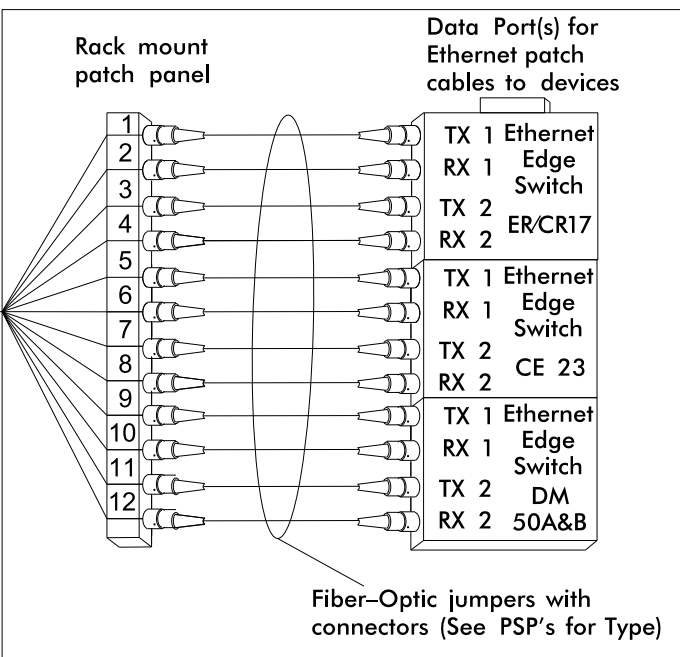 Rack mount
patch panel
Data Port(s) for
Ethernet patch
cables to devices
1
2
3
4
5
6
7
8
9
10
11
12
TX 1 Ethernet
RX 1 Edge
Switch
TX 2
ER/CR17
RX 2
TX 1 Ethernet
RX 1 Edge
Switch
TX 2
CE 23
RX 2
TX 1 Ethernet
RX 1 Edge
Switch
TX 2 DM
RX 2 50A&B
Fiber-Optic jumpers with
connectors (See PSP's for Type)